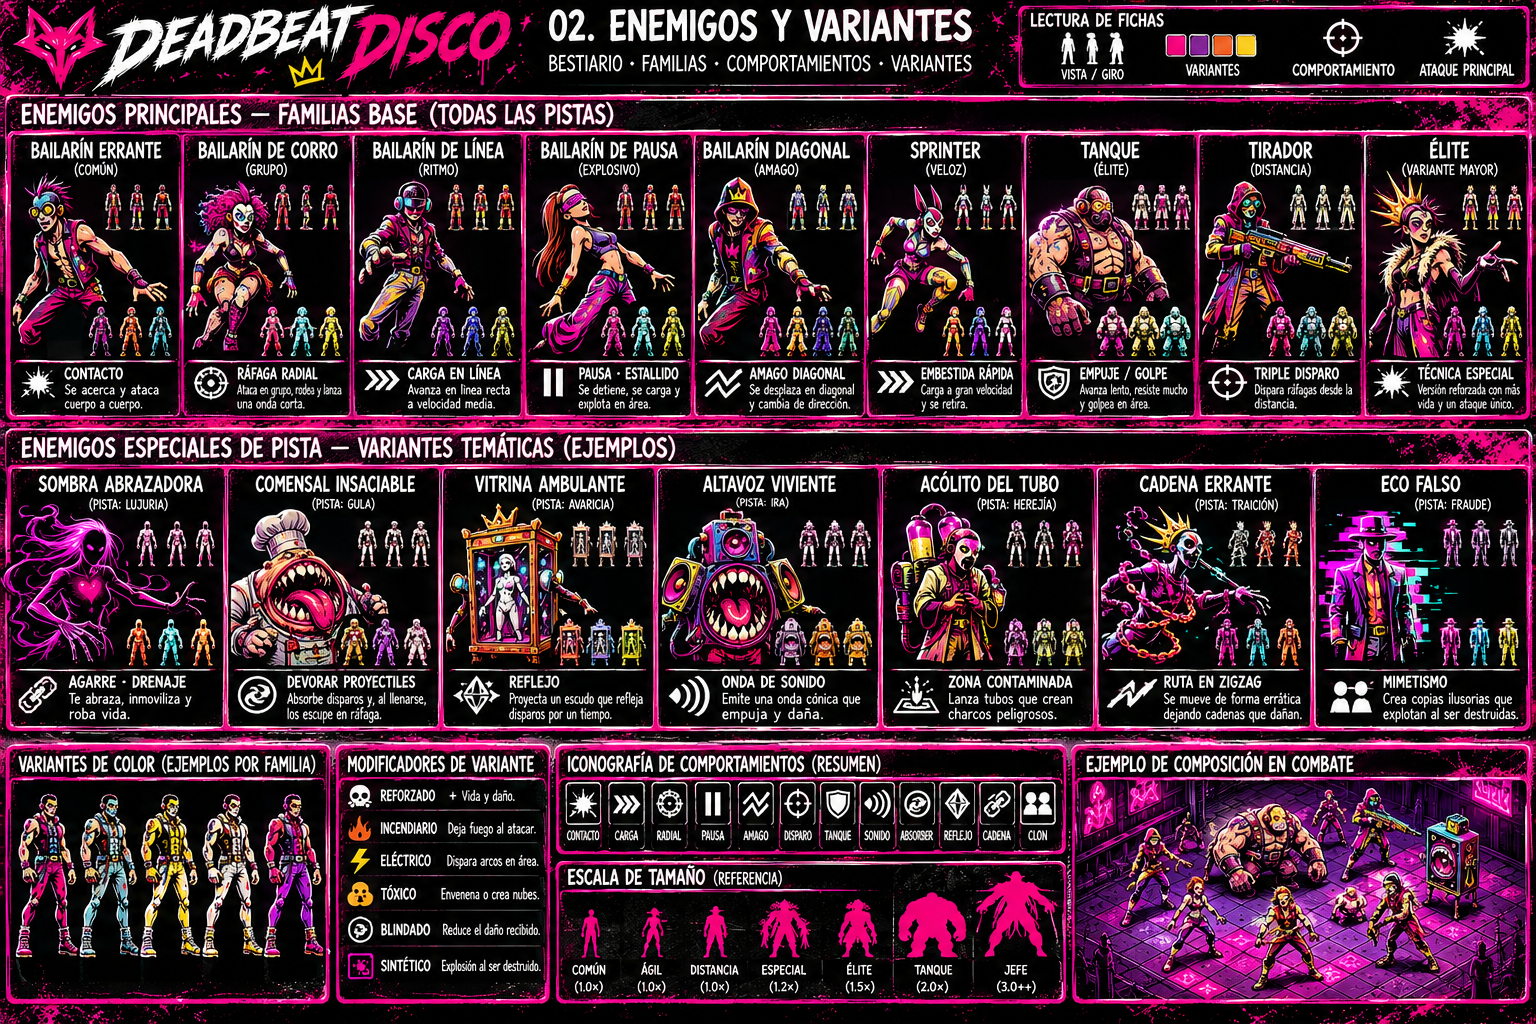 DEADBEAT DISCO
02. ENEMIGOS Y VARIANTES
BESTIARIO · FAMILIAS · COMPORTAMIENTOS · VARIANTES
LECTURA DE FICHAS
VISTA / GIRO
VARIANTES
COMPORTAMIENTO
ATAQUE PRINCIPAL
ENEMIGOS PRINCIPALES — FAMILIAS BASE (TODAS LAS PISTAS)
BAILARÍN ERRANTE
(COMÚN)
CONTACTO
Se acerca y ataca
cuerpo a cuerpo.
BAILARÍN DE CORRO
(GRUPO)
RÁFAGA RADIAL
Ataca en grupo, rodea y lanza
una onda corta.
BAILARÍN DE LÍNEA
(RITMO)
CARGA EN LÍNEA
Avanza en línea recta
a velocidad media.
BAILARÍN DE PAUSA
(EXPLOSIVO)
PAUSA - ESTALLIDO
Se detiene, se carga y
explota en área.
BAILARÍN DIAGONAL
(AMAGO)
AMAGO DIAGONAL
Se desplaza en diagonal
y cambia de dirección.
SPRINTER
(VELOZ)
EMBESTIDA RÁPIDA
Carga a gran velocidad
y se retira.
TANQUE
(ÉLITE)
EMPUJE / GOLPE
Avanza lento, resiste mucho
y golpea en área.
TIRADOR
(DISTANCIA)
TRIPLE DISPARO
Dispara ráfagas desde la
distancia.
ÉLITE
(VARIANTE MAYOR)
TÉCNICA ESPECIAL
Versión reforzada con más
vida y un ataque único.
ENEMIGOS ESPECIALES DE PISTA — VARIANTES TEMÁTICAS (EJEMPLOS)
SOMBRA ABRAZADORA
(PISTA: LUJURIA)
AGARRE - DRENAJE
Te abraza, inmoviliza y
roba vida.
COMENSAL INSACIABLE
(PISTA: GULA)
DEVORAR PROYECTILES
Absorbe disparos y, al llenarse,
los escupe en ráfaga.
VITRINA AMBULANTE
(PISTA: AVARICIA)
REFLEJO
Proyecta un escudo que refleja
disparos por un tiempo.
ALTAVOZ VIVIENTE
(PISTA: IRA)
ONDA DE SONIDO
Emite una onda cónica que
empuja y daña.
ACÓLITO DEL TUBO
(PISTA: HEREJÍA)
ZONA CONTAMINADA
Lanza tubos que crean
charcos peligrosos.
CADENA ERRANTE
(PISTA: TRAICIÓN)
RUTA EN ZIGZAG
Se mueve de forma errática
dejando cadenas que dañan.
ECO FALSO
(PISTA: FRAUDE)
MIMETISMO
Crea copias ilusorias que
explotan al ser destruidas.
VARIANTES DE COLOR (EJEMPLOS POR FAMILIA)
MODIFICADORES DE VARIANTE
REFORZADO + Vida y daño.
INCENDIARIO Deja fuego al atacar.
ELÉCTRICO Dispara arcos en área.
TÓXICO Envenena o crea nubes.
BLINDADO Reduce el daño recibido.
SINTÉTICO Explosión al ser destruido.
ICONOGRAFÍA DE COMPORTAMIENTOS (RESUMEN)
CONTACTO CARGA RADIAL PAUSA AMAGO DISPARO TANQUE SONIDO ABSORBER REFLEJO CADENA CLON
ESCALA DE TAMAÑO (REFERENCIA)
COMÚN ÁGIL DISTANCIA ESPECIAL ÉLITE TANQUE JEFE
(1.0×) (1.0×) (1.0×) (1.2×) (1.5×) (2.0×) (3.0++)
EJEMPLO DE COMPOSICIÓN EN COMBATE